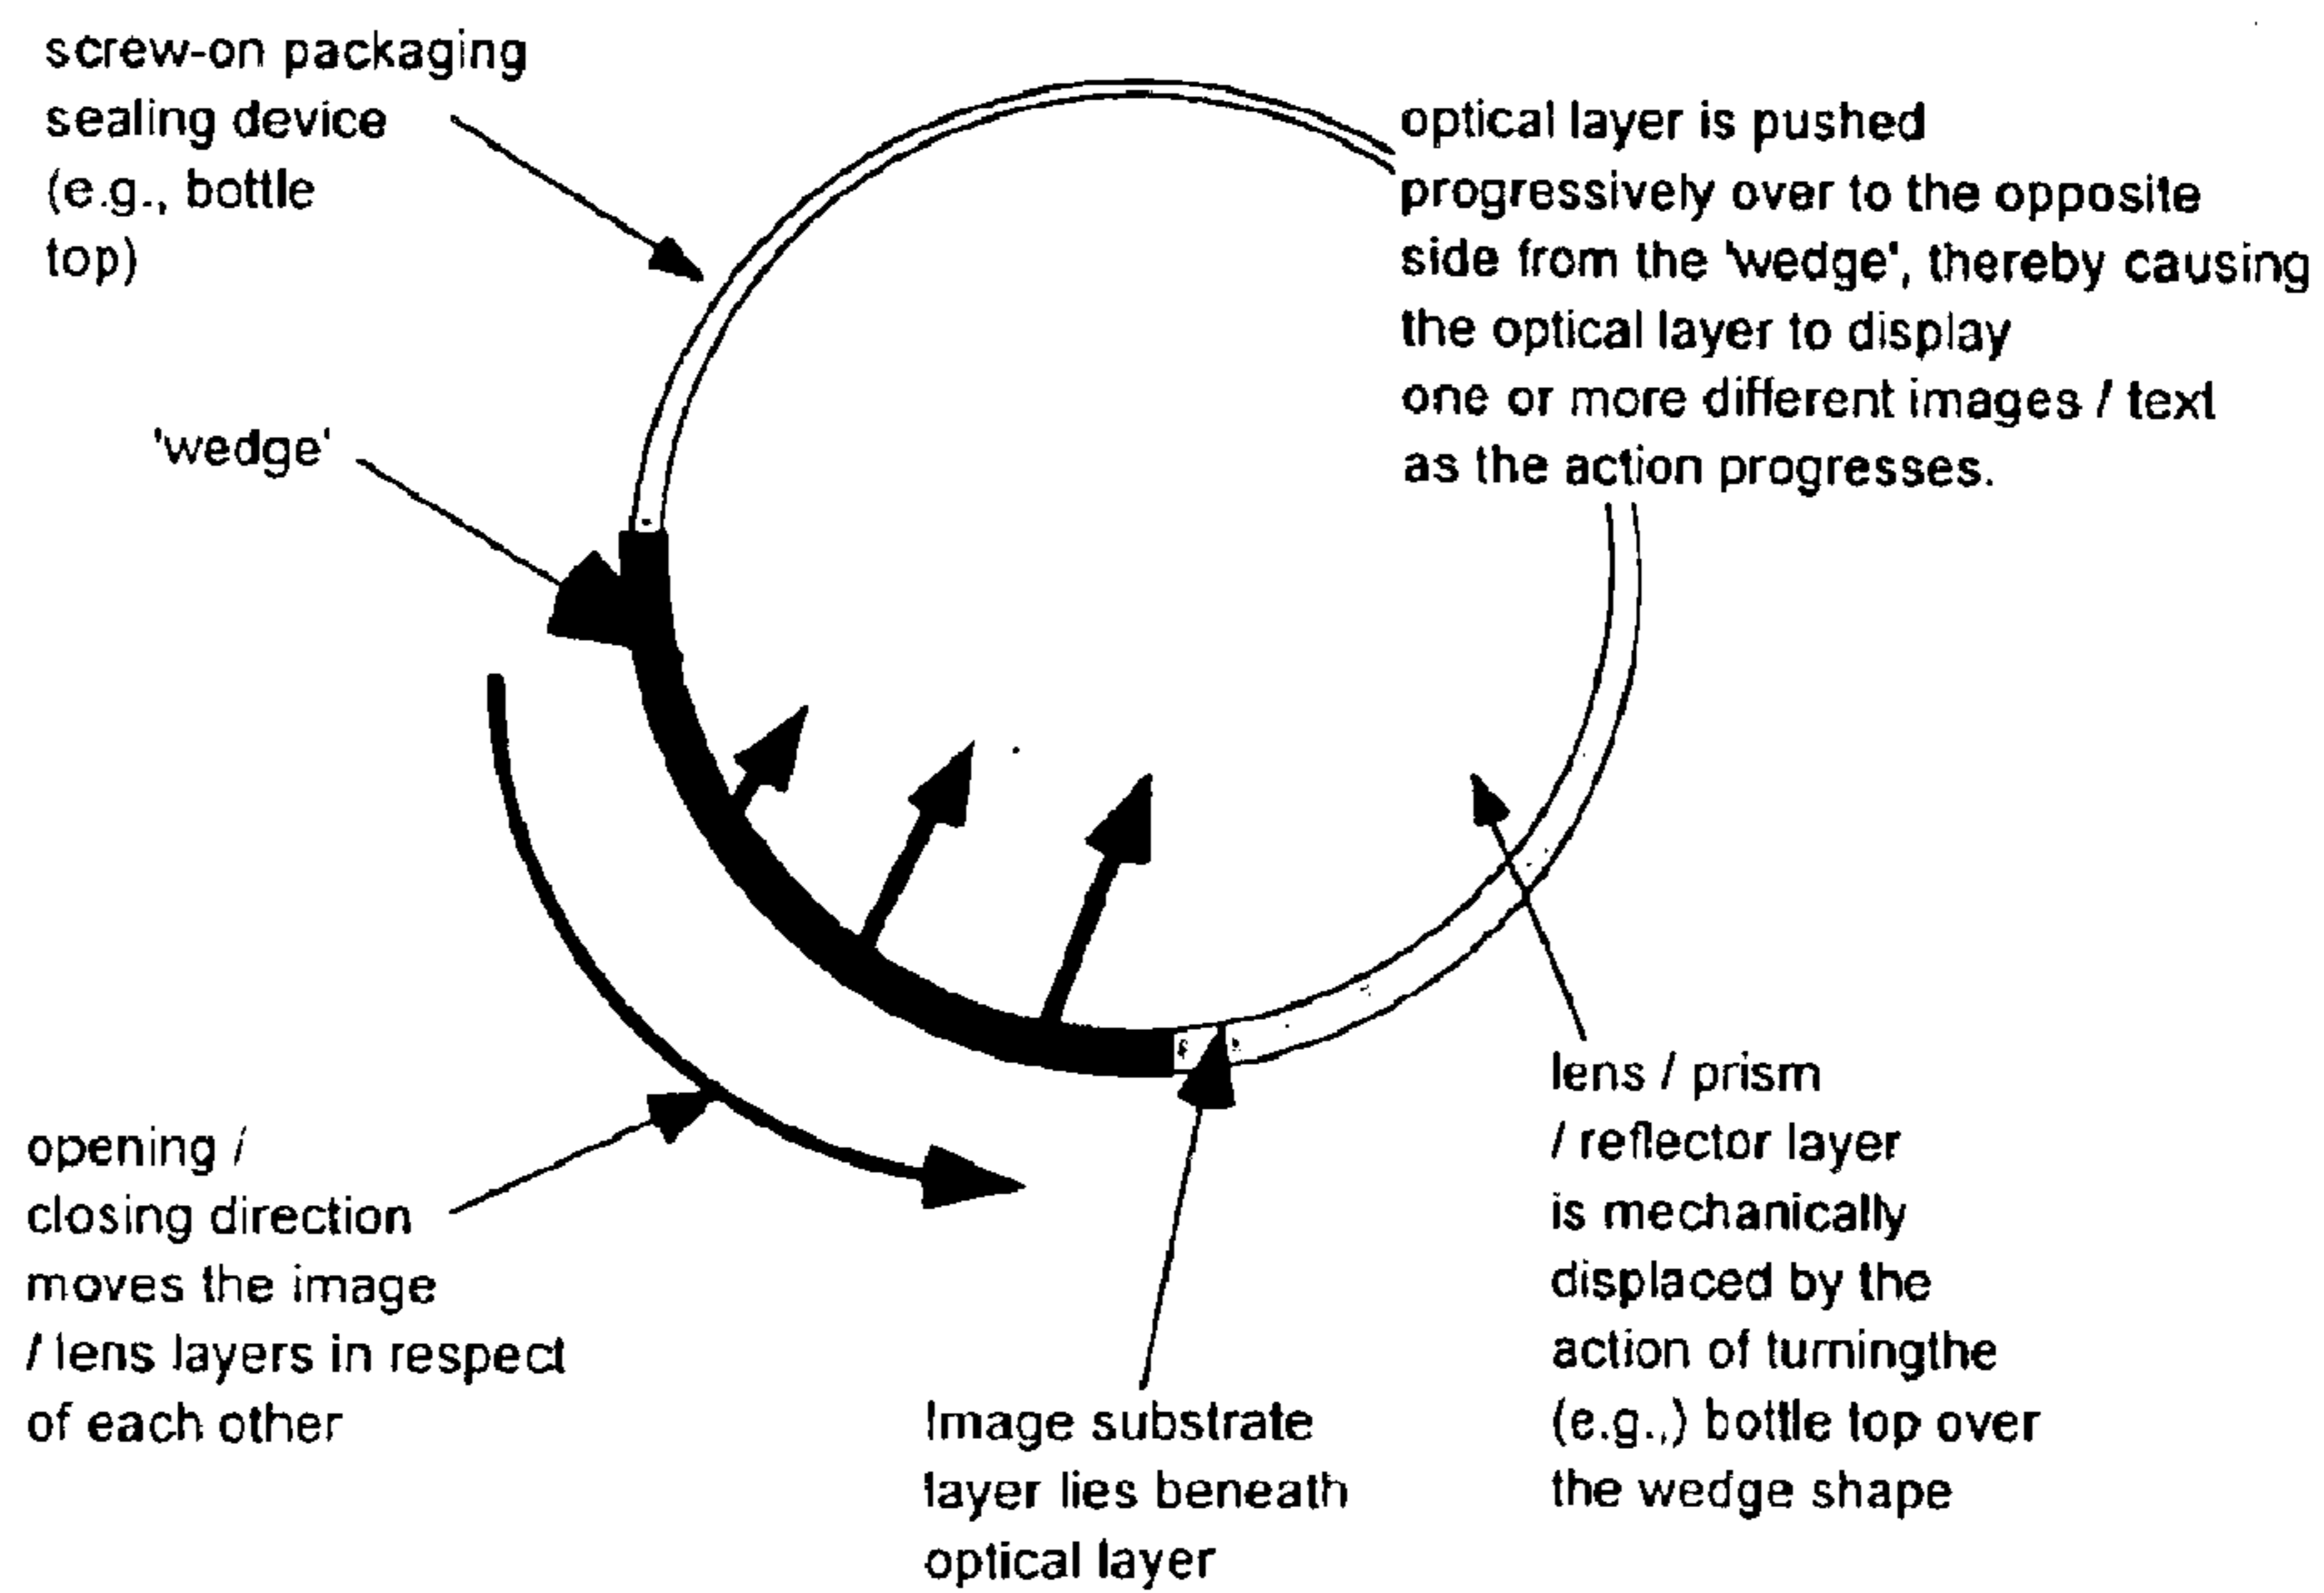 screw-on packaging
sealing device
(e.g., bottle
top)
optical layer is pushed
progressively over to the opposite
side from the 'wedge', thereby causing
the optical layer to display
one or more different images / text
as the action progresses.
'wedge'
opening /
closing direction
moves the image
/ lens layers in respect
of each other
Image substrate
layer lies beneath
optical layer
lens / prism
/ reflector layer
is mechanically
displaced by the
action of turningthe
(e.g.,) bottle top over
the wedge shape